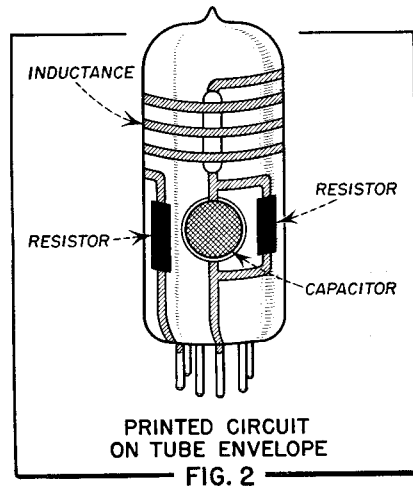 INDUCTANCE
RESISTOR
RESISTOR
CAPACITOR
PRINTED CIRCUIT
ON TUBE ENVELOPE
FIG. 2